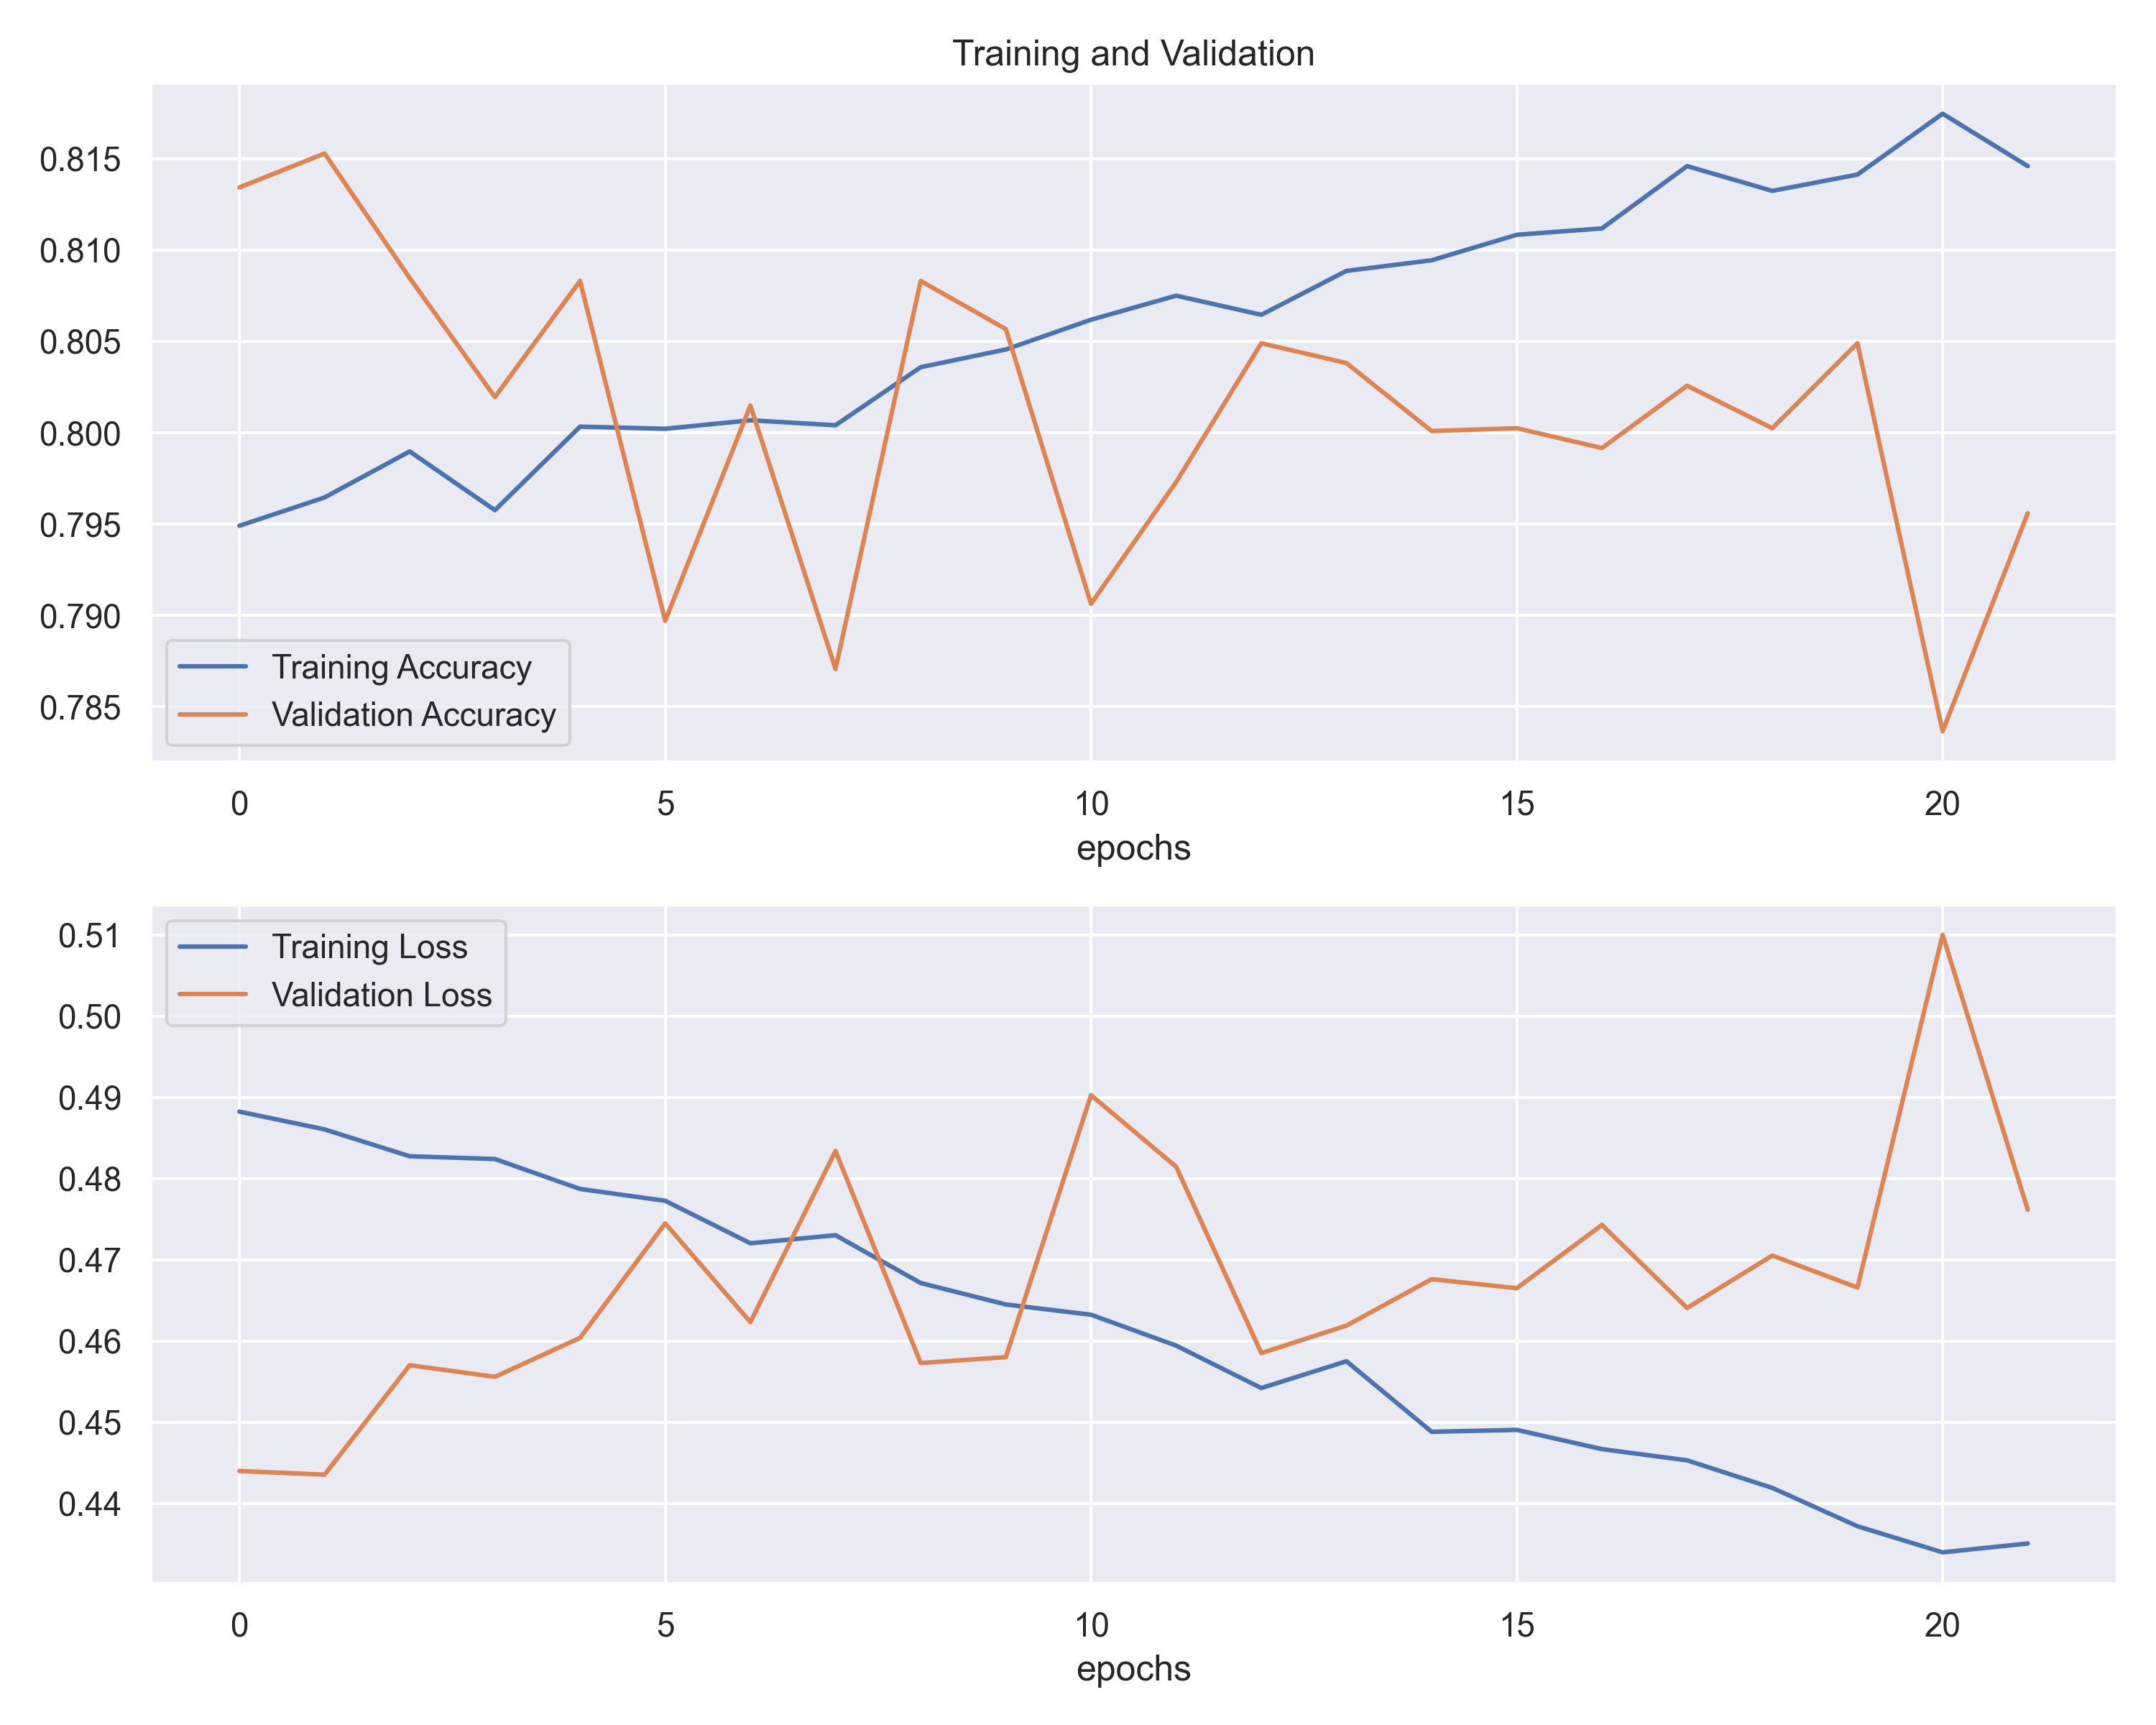 Training and Validation
0.815
0.810
0.805
0.800
0.795
0.790
0.785
Training Accuracy
Validation Accuracy
0 5 10 15 20
epochs
0.51
0.50
0.49
0.48
0.47
0.46
0.45
0.44
Training Loss
Validation Loss
0 5 10 15 20
epochs